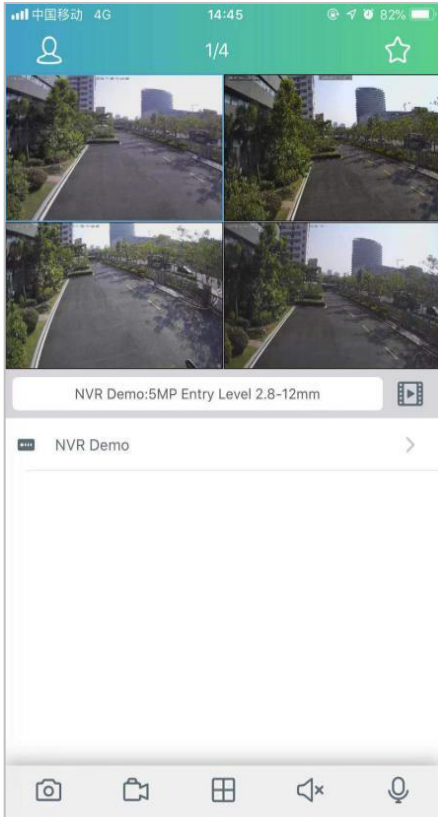 中国移动 4G 14:45 82%
1/4
NVR Demo:5MP Entry Level 2.8-12mm
NVR Demo